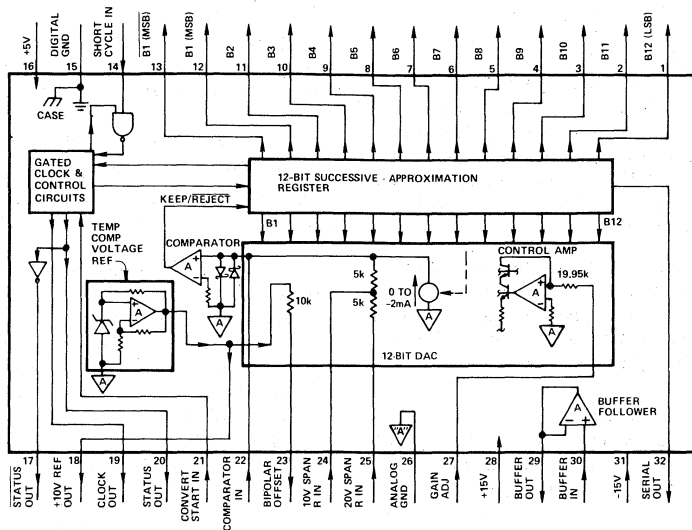 +5V
DIGITAL
GND
SHORT
CYCLE IN
B1 (MSB)
B1 (MSB)
B2
B3
B4
B5
B6
B7
B8
B9
B10
B11
B12 (LSB)
16
15
14
13
12
11
10
9
8
7
6
5
4
3
2
1
CASE
GATED
CLOCK &
CONTROL
CIRCUITS
12-BIT SUCCESSIVE - APPROXIMATION
REGISTER
KEEP/REJECT
B1
B12
TEMP
COMP
VOLTAGE
REF
COMPARATOR
A
CONTROL AMP
5k
5k
10k
0 TO
-2mA
19.95k
A
A
A
A
A
A
12-BIT DAC
"A"
A
BUFFER
FOLLOWER
17
18
19
20
21
22
23
24
25
26
27
28
29
30
31
32
STATUS
OUT
+10V REF
OUT
CLOCK OUT
STATUS OUT
CONVERT
START IN
COMPARATOR
IN
BIPOLAR
OFFSET
10V SPAN
R IN
20V SPAN
R IN
ANALOG
GND
GAIN
ADJ
+15V
BUFFER
OUT
BUFFER
IN
-15V
SERIAL
OUT